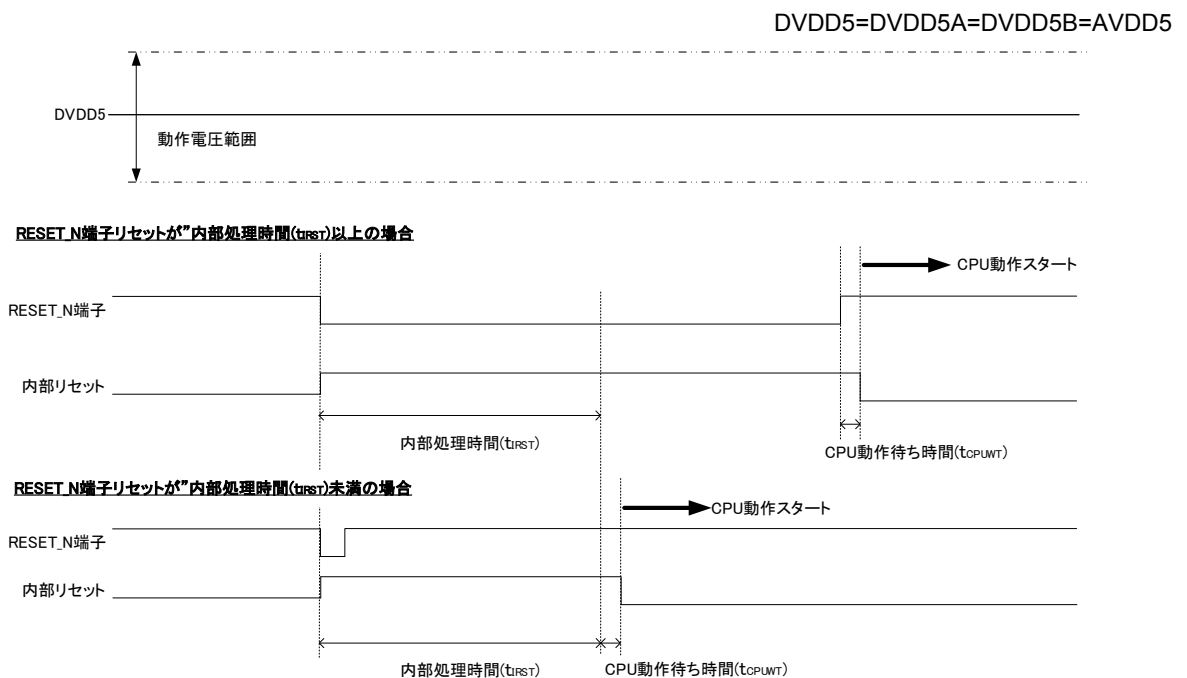 DVDD5=DVDD5A=DVDD5B=AVDD5
DVDD5
動作電圧範囲
RESET_N端子リセットが”内部処理時間(tIRST)以上の場合
CPU動作スタート
RESET_N端子
内部リセット
内部処理時間(tIRST)
CPU動作待ち時間(tCPUWT)
RESET_N端子リセットが”内部処理時間(tIRST)未満の場合
CPU動作スタート
RESET_N端子
内部リセット
内部処理時間(tIRST)
CPU動作待ち時間(tCPUWT)